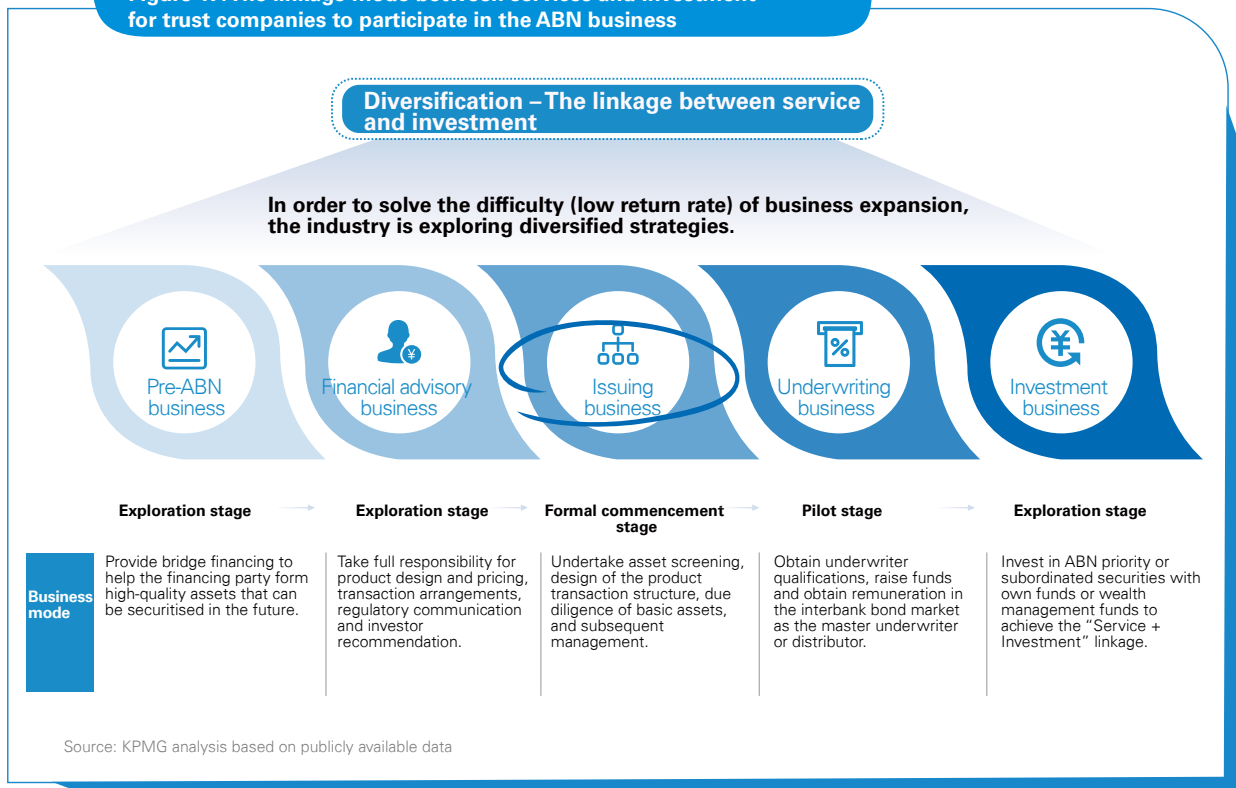 for trust companies to participate in the ABN business
Diversification – The linkage between service
and investment
In order to solve the difficulty (low return rate) of business expansion,
the industry is exploring diversified strategies.
Pre-ABN
business
Financial advisory
business
Issuing
business
Underwriting
business
Investment
business
Exploration stage
Exploration stage
Formal commencement
stage
Pilot stage
Exploration stage
Business
mode
Provide bridge financing to
help the financing party form
high-quality assets that can
be securitised in the future.
Take full responsibility for
product design and pricing,
transaction arrangements,
regulatory communication
and investor
recommendation.
Undertake asset screening,
design of the product
transaction structure, due
diligence of basic assets,
and subsequent
management.
Obtain underwriter
qualifications, raise funds
and obtain remuneration in
the interbank bond market
as the master underwriter
or distributor.
Invest in ABN priority or
subordinated securities with
own funds or wealth
management funds to
achieve the “Service +
Investment” linkage.
Source: KPMG analysis based on publicly available data